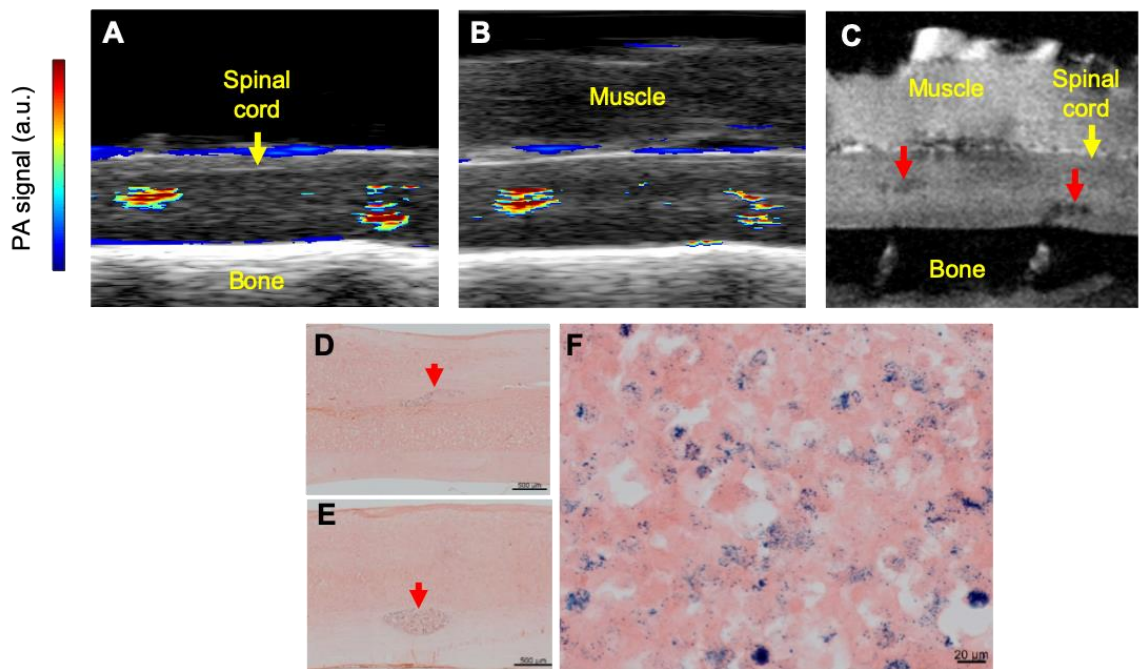 A
B
C
PA signal (a.u.)
Spinal
cord
Bone
Muscle
Muscle
Spinal
cord
Bone
D
500 µm
E
500 µm
F
20 µm